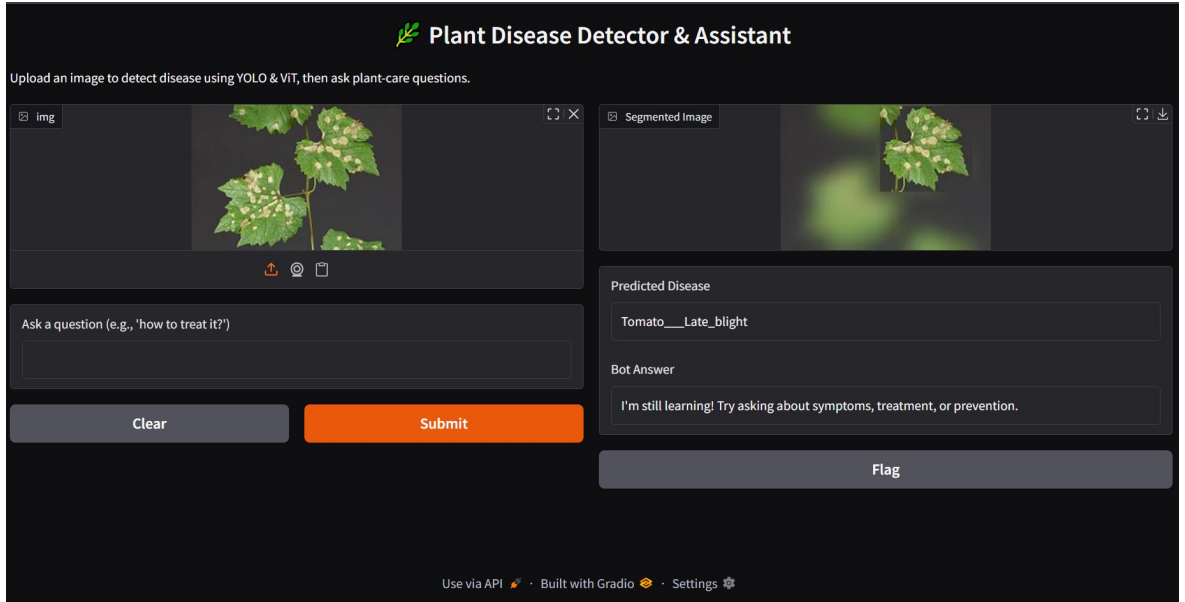 Plant Disease Detector & Assistant
Upload an image to detect disease using YOLO & ViT, then ask plant-care questions.
img
Segmented Image
Ask a question (e.g., 'how to treat it?')
Clear
Submit
Predicted Disease
Tomato___Late_blight
Bot Answer
I'm still learning! Try asking about symptoms, treatment, or prevention.
Flag
Use via API · Built with Gradio · Settings